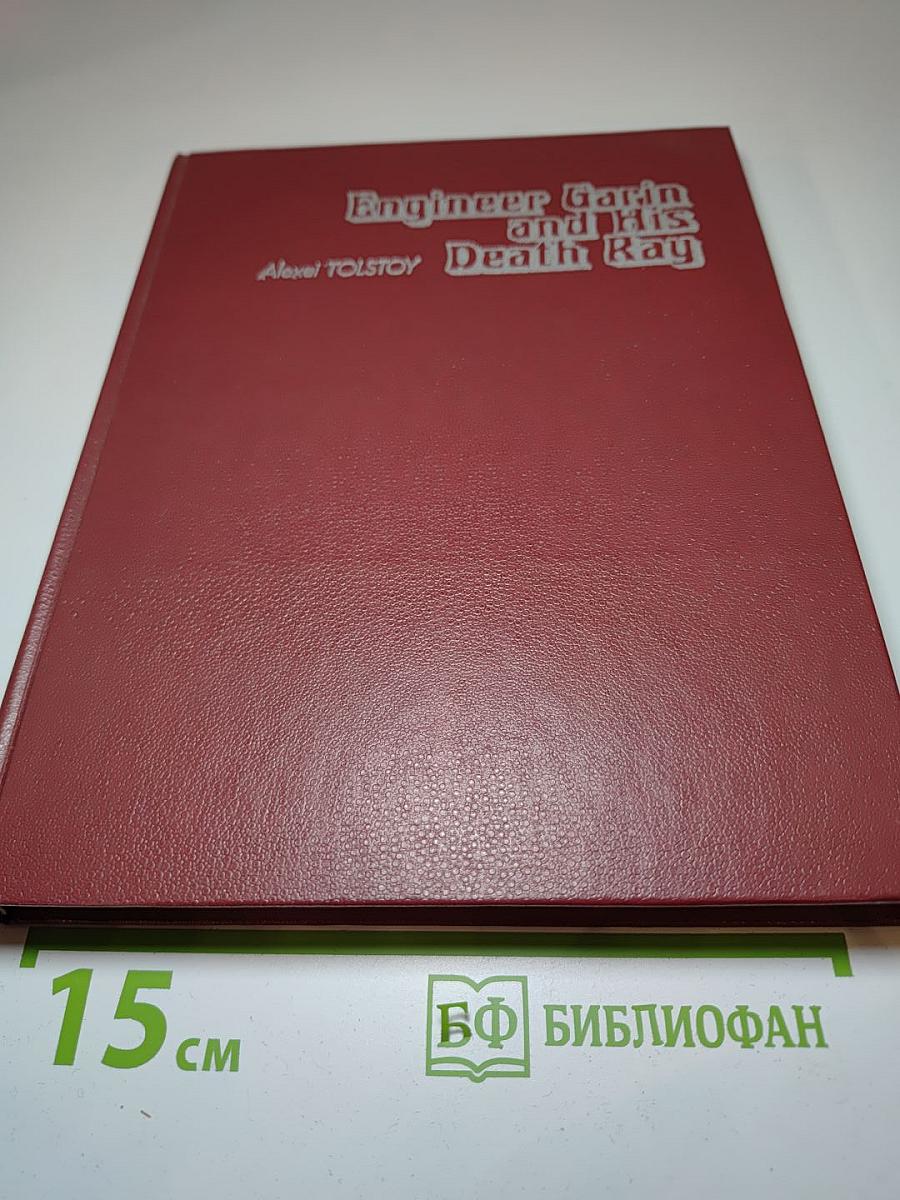 Engineer Garin
and His
Alexei TOLSTOY Death Ray
15 см
БФ БИБЛИОФАН